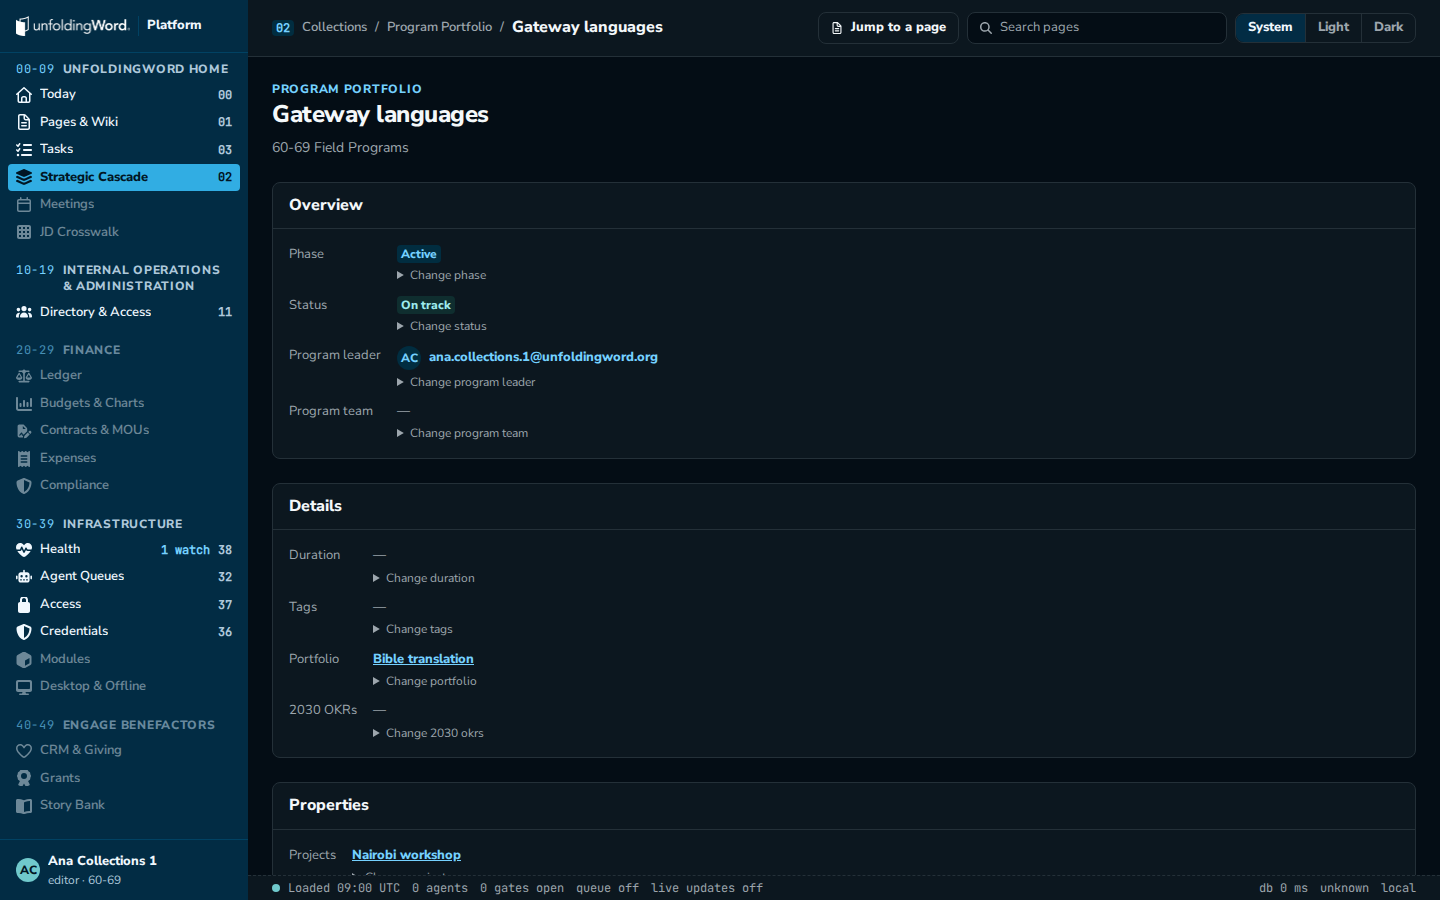 unfoldingWord® Platform
02 Collections / Program Portfolio / Gateway languages
Jump to a page
Search pages
System Light Dark
00-09 UNFOLDINGWORD HOME
Today 00
Pages & Wiki 01
Tasks 03
Strategic Cascade 02
Meetings
JD Crosswalk
10-19 INTERNAL OPERATIONS
& ADMINISTRATION
Directory & Access 11
20-29 FINANCE
Ledger
Budgets & Charts
Contracts & MOUs
Expenses
Compliance
30-39 INFRASTRUCTURE
Health 1 watch 38
Agent Queues 32
Access 37
Credentials 36
Modules
Desktop & Offline
40-49 ENGAGE BENEFACTORS
CRM & Giving
Grants
Story Bank
AC Ana Collections 1
editor · 60-69
PROGRAM PORTFOLIO
Gateway languages
60-69 Field Programs
Overview
Phase Active
Change phase
Status On track
Change status
Program leader AC ana.collections.1@unfoldingword.org
Change program leader
Program team —
Change program team
Details
Duration —
Change duration
Tags —
Change tags
Portfolio Bible translation
Change portfolio
2030 OKRs —
Change 2030 okrs
Properties
Projects Nairobi workshop
Loaded 09:00 UTC 0 agents 0 gates open queue off live updates off
db 0 ms unknown local